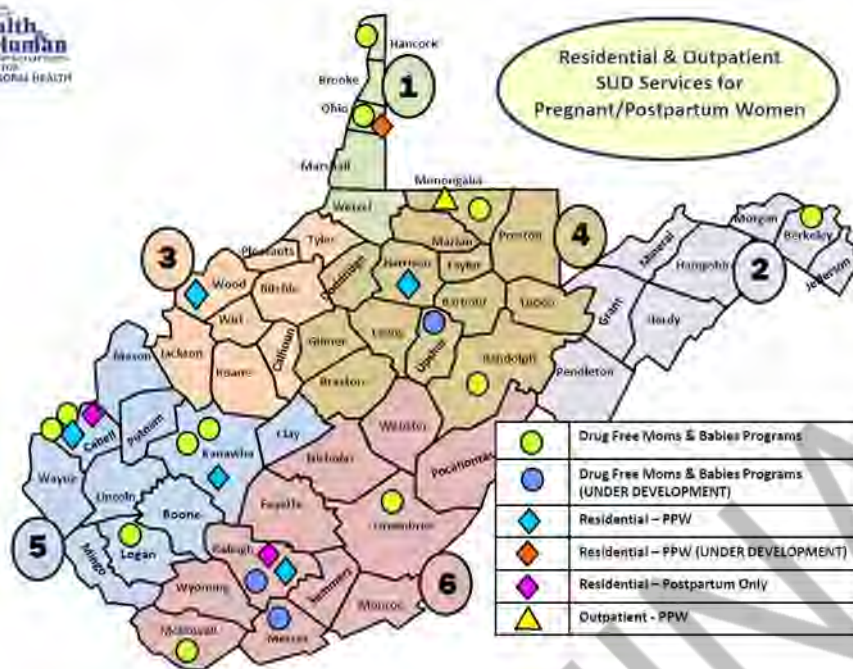 ealth
Human
FOR
Residential & Outpatient
SUD Services for
Pregnant/Postpartum Women
Hancock
Brooke
1
Ohio
Marshall
Monongalia
Wetzel
Tyler
Marion
Preston
4
Morgan
Berkeley
Pleasants
3
Mineral
Hampshire
2
Jefferson
Wood
Ritchie
Doddridge
Harrison
Taylor
Barbour
Tucker
Grant
Hardy
Wirt
Mason
Jackson
Roane
Calhoun
Gilmer
Lewis
Upshur
Randolph
Pendleton
Braxton
Cabell
Putnam
Kanawha
Clay
Webster
Nicholas
Pocahontas
Wayne
Lincoln
Boone
Fayette
Greenbrier
5
Mingo
Logan
Raleigh
Wyoming
Summers
Monroe
6
McDowell
Mercer
Drug Free Moms & Babies Programs
Drug Free Moms & Babies Programs
(UNDER DEVELOPMENT)
Residential – PPW
Residential – PPW (UNDER DEVELOPMENT)
Residential – Postpartum Only
Outpatient - PPW